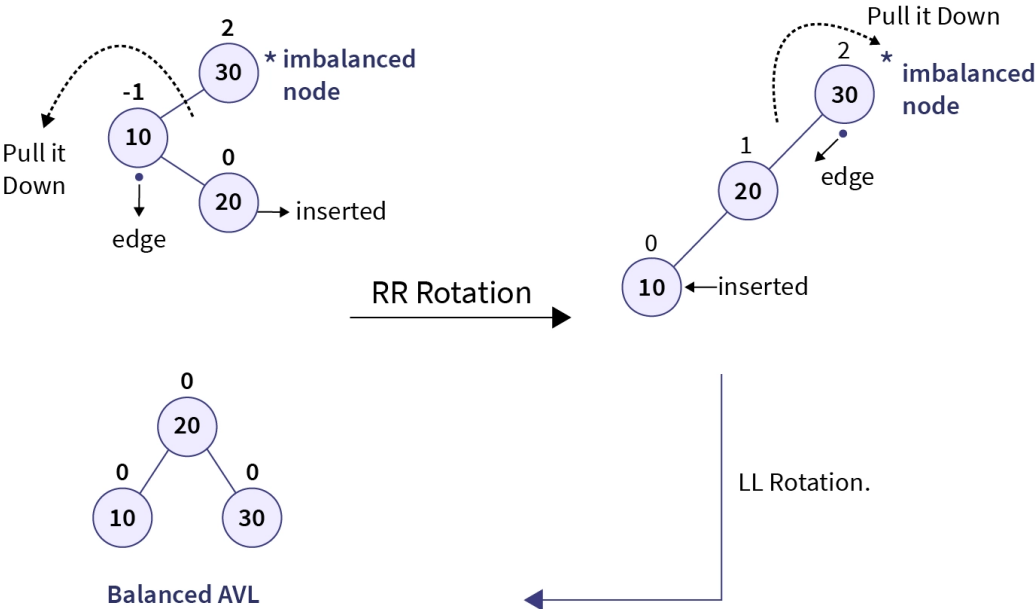 2
30
* imbalanced
node
-1
10
Pull it
Down
0
20
inserted
edge
RR Rotation
Pull it Down
2
*
imbalanced
node
30
edge
1
20
0
10
inserted
LL Rotation.
0
20
0
10
0
30
Balanced AVL